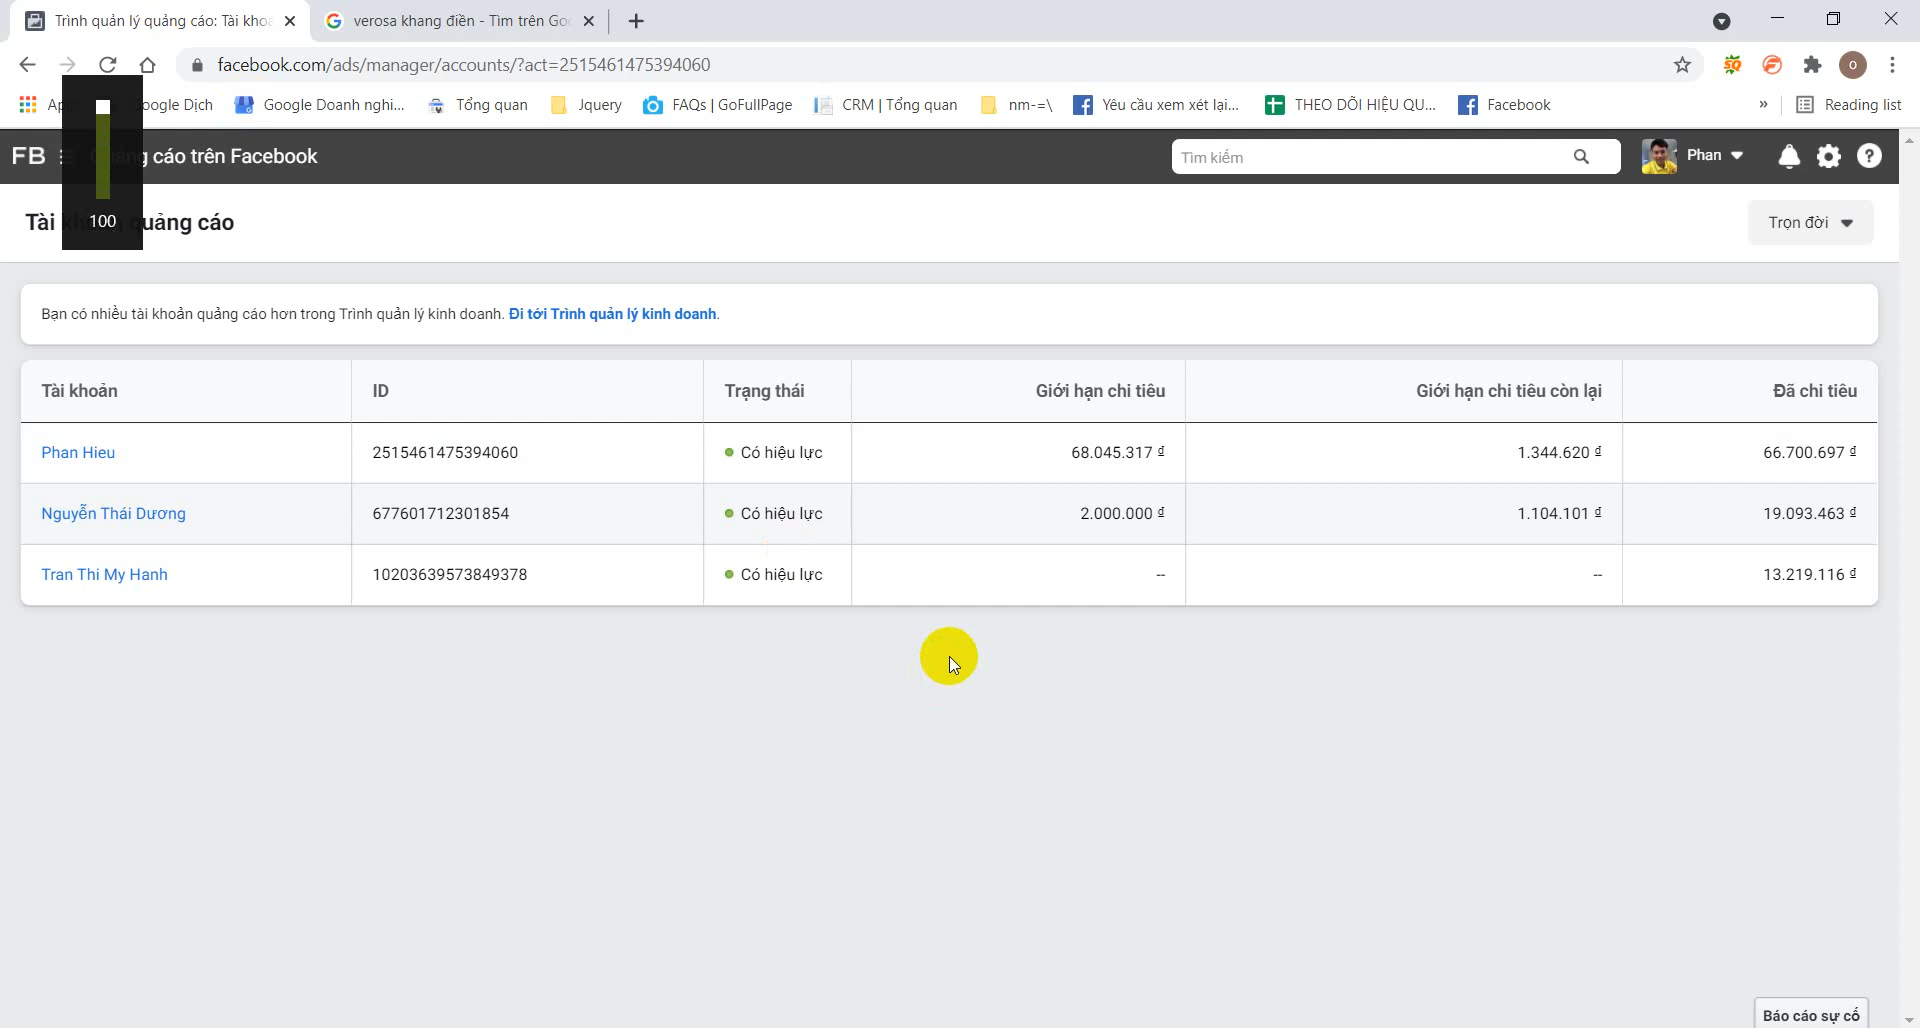 Trình quản lý quảng cáo: Tài khoả
verosa khang điền - Tìm trên Goo
facebook.com/ads/manager/accounts/?act=2515461475394060
O
oogle Dịch
Google Doanh nghi...
Tổng quan
Jquery
FAQs | GoFullPage
CRM | Tổng quan
nm-=\
Yêu cầu xem xét lại...
THEO DÕI HIỆU QU...
Facebook
»
Reading list
FB
Quảng cáo trên Facebook
Tìm kiếm
Phan
Tài khoản quảng cáo
100
Trọn đời
Bạn có nhiều tài khoản quảng cáo hơn trong Trình quản lý kinh doanh. Đi tới Trình quản lý kinh doanh.
Tài khoản ID Trạng thái Giới hạn chi tiêu Giới hạn chi tiêu còn lại Đã chi tiêu
Phan Hieu 2515461475394060 Có hiệu lực 68.045.317 ₫ 1.344.620 ₫ 66.700.697 ₫
Nguyễn Thái Dương 677601712301854 Có hiệu lực 2.000.000 ₫ 1.104.101 ₫ 19.093.463 ₫
Tran Thi My Hanh 10203639573849378 Có hiệu lực -- -- 13.219.116 ₫
Báo cáo sự cố